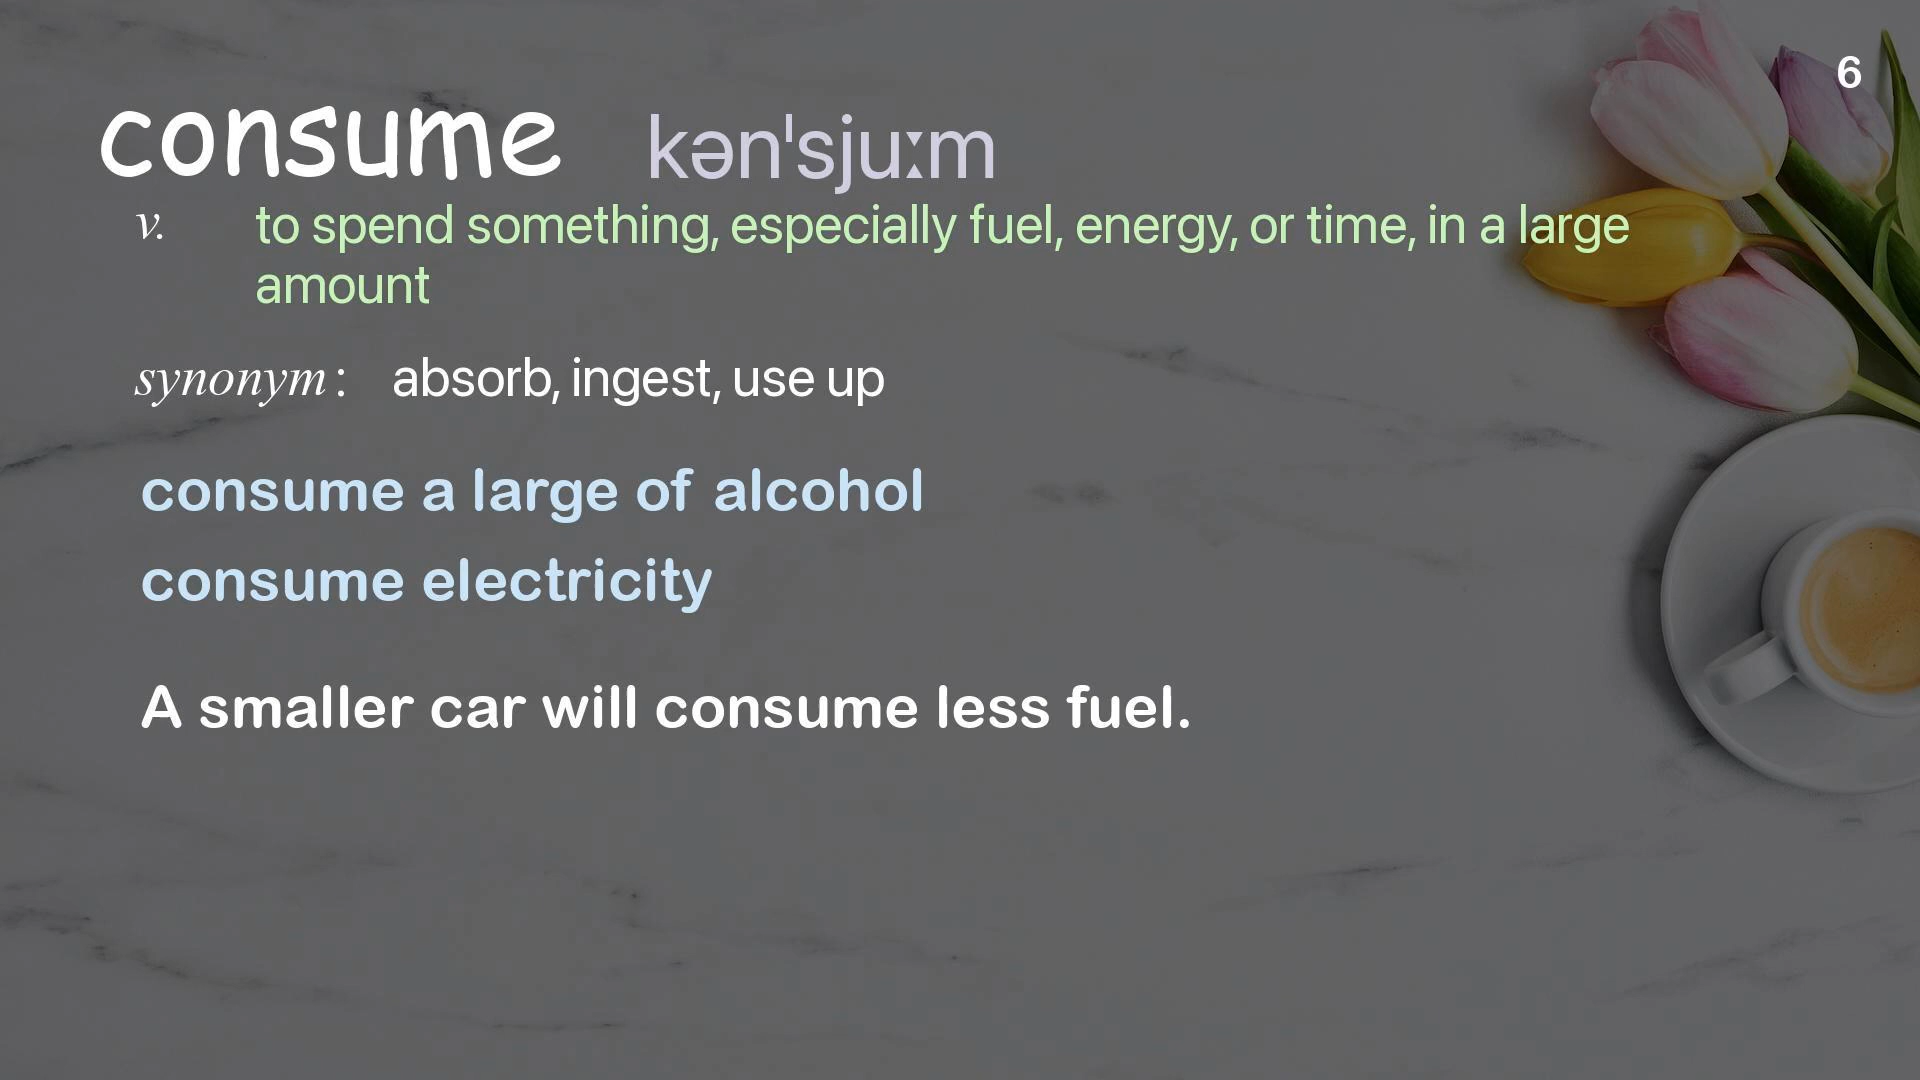 6
consume kən'sjuːm
v. to spend something, especially fuel, energy, or time, in a large
amount
synonym : absorb, ingest, use up
consume a large of alcohol
consume electricity
A smaller car will consume less fuel.